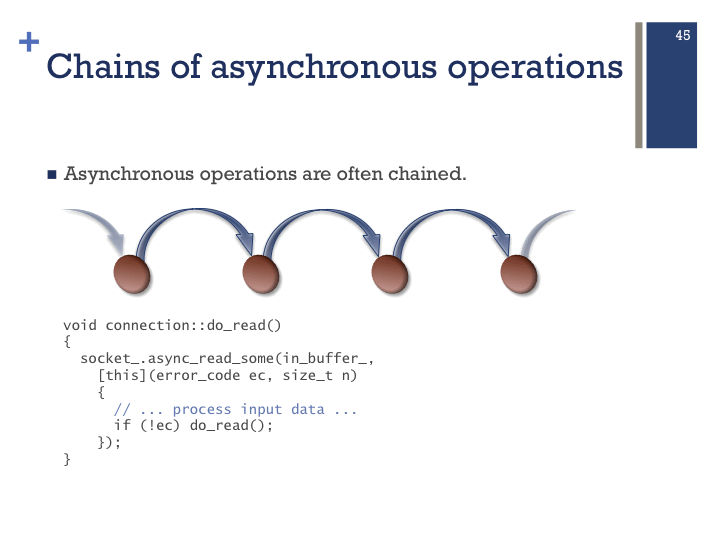 45
+
Chains of asynchronous operations
■ Asynchronous operations are often chained.
void connection::do_read()
{
  socket_.async_read_some(in_buffer_,
    [this](error_code ec, size_t n)
    {
      // ... process input data ...
      if (!ec) do_read();
    });
}